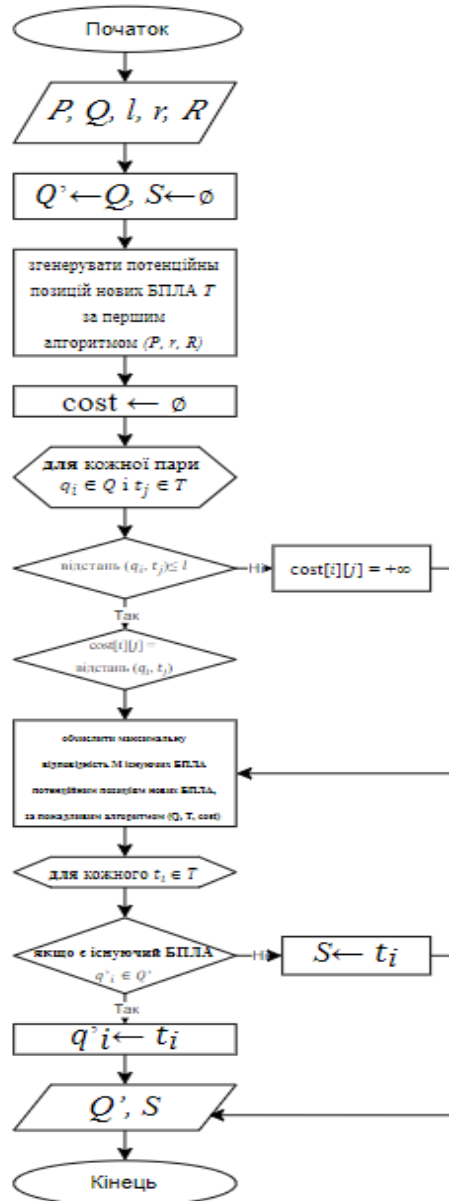 Початок
P, Q, l, r, R
Q’←Q, S←∅
згенерувати потенційны
позицій нових БПЛА T
за першим
алгоритмом (P, r, R)
cost ← ∅
для кожної пари
qᵢ ∈ Q і tⱼ ∈ T
відстань (qᵢ, tⱼ)≤ l
Ні
cost[i][j] = +∞
Так
cost[i][j] =
відстань (qᵢ, tⱼ)
обчислити максимальну
відповідність M існуючих БПЛА
потенційним позиціям нових БПЛА,
за пожадливим алгоритмом (Q, T, cost)
для кожного tᵢ ∈ T
якщо є існуючий БПЛА
q’ᵢ ∈ Q’
Ні
S← tᵢ
Так
q’i← tᵢ
Q’, S
Кінець